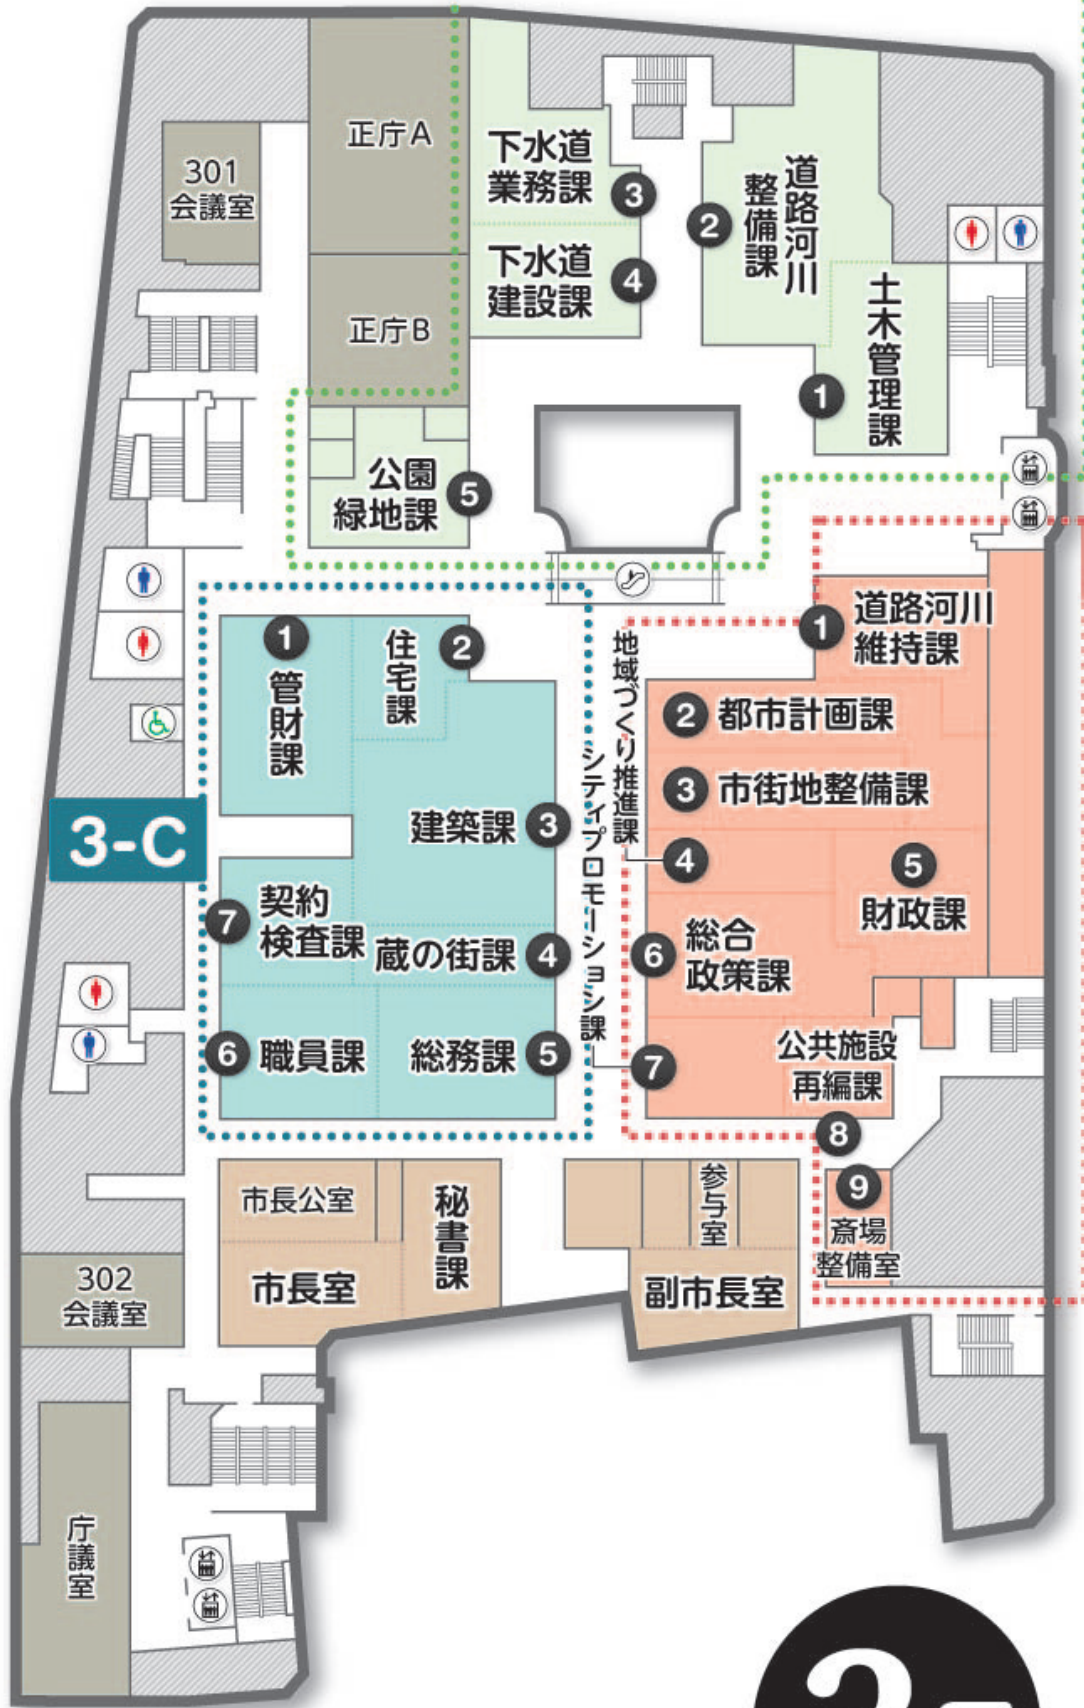 正庁A
301
会議室
正庁B
下水道
業務課
3
下水道
建設課
4
2
道路河川
整備課
土木管理課
1
公園
緑地課
5
1
管財課
住宅課
2
建築課
3
3-C
7
契約
検査課
蔵の街課
4
6
職員課
総務課
5
地域づくり推進課
シティプロモーション課
1
道路河川
維持課
2
都市計画課
3
市街地整備課
4
5
財政課
6
総合
政策課
7
公共施設
再編課
8
9
斎場
整備室
市長公室
秘書課
市長室
参与室
副市長室
302
会議室
庁議室